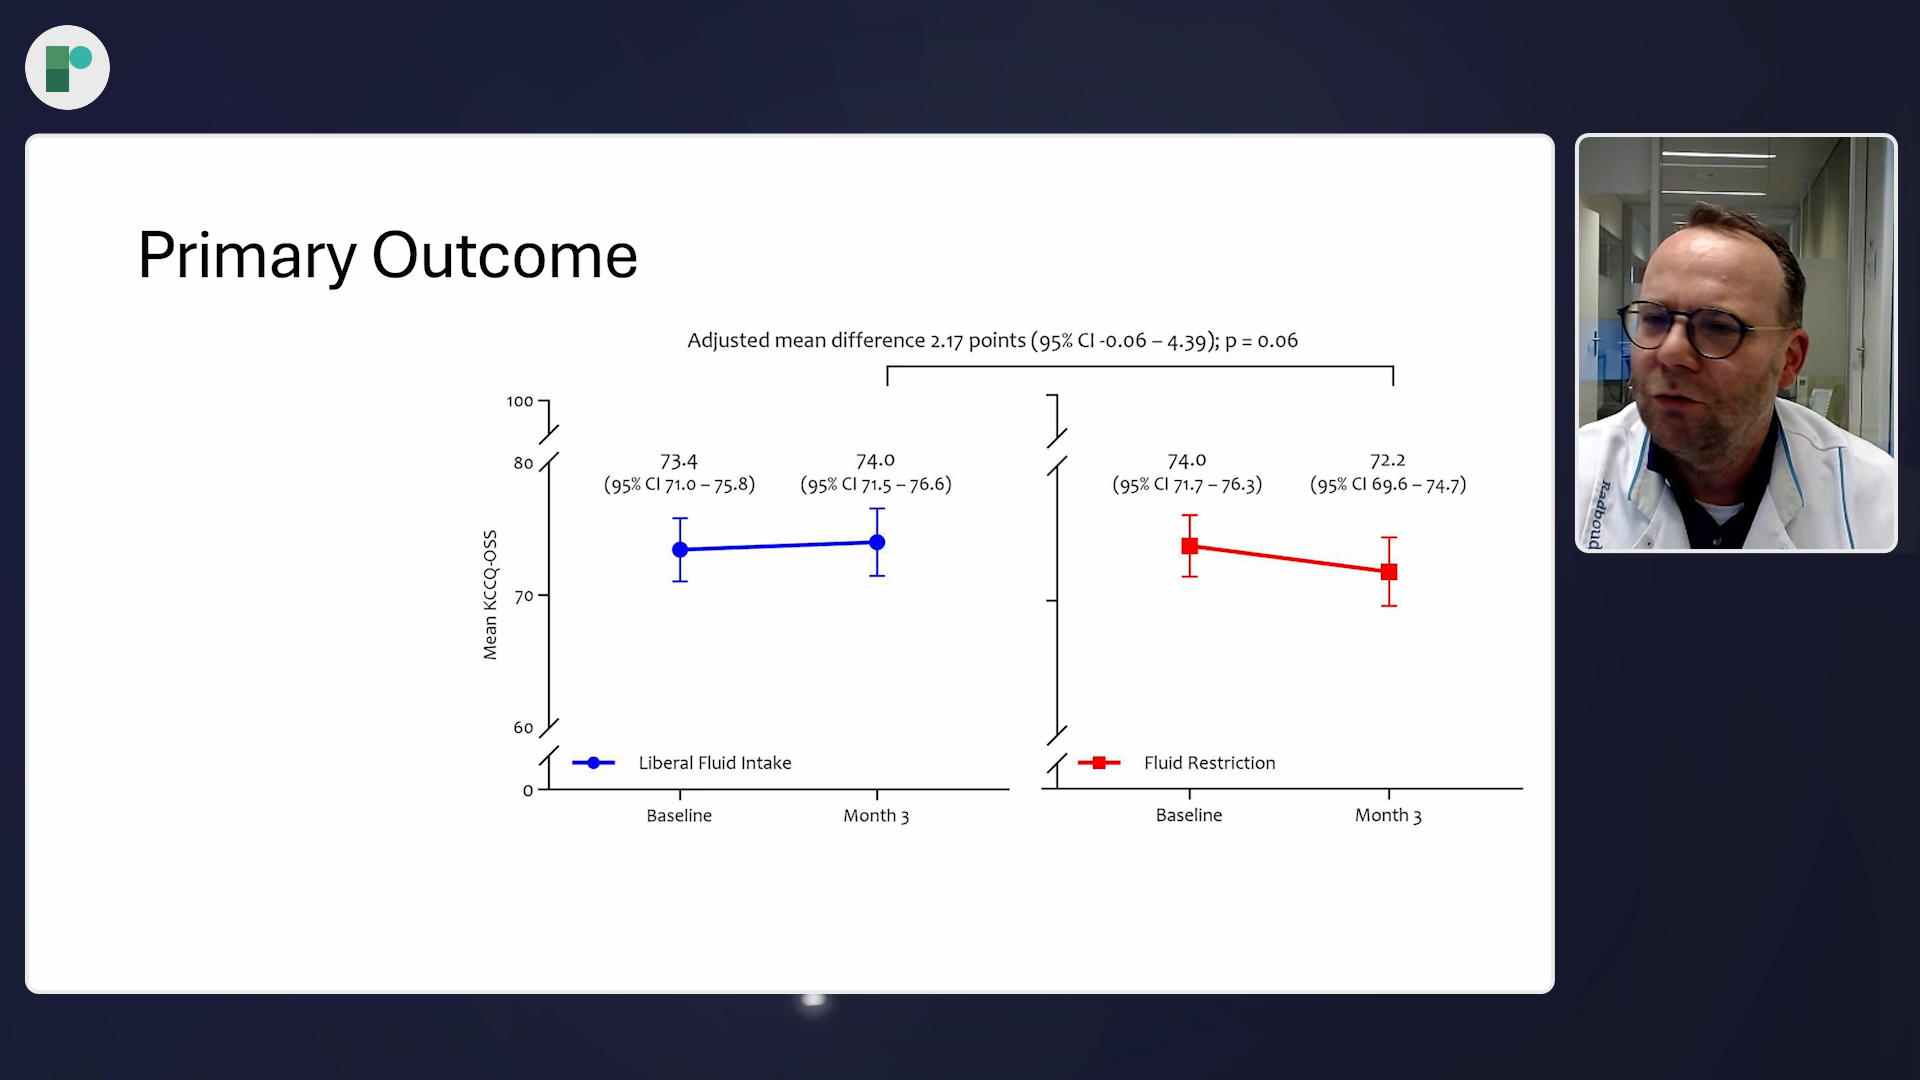 Primary Outcome
Adjusted mean difference 2.17 points (95% CI -0.06 – 4.39); p = 0.06
100
80
70
60
0
Mean KCCQ-OSS
73.4
(95% CI 71.0 – 75.8)
74.0
(95% CI 71.5 – 76.6)
74.0
(95% CI 71.7 – 76.3)
72.2
(95% CI 69.6 – 74.7)
Liberal Fluid Intake
Fluid Restriction
Baseline
Month 3
Baseline
Month 3
Radboud